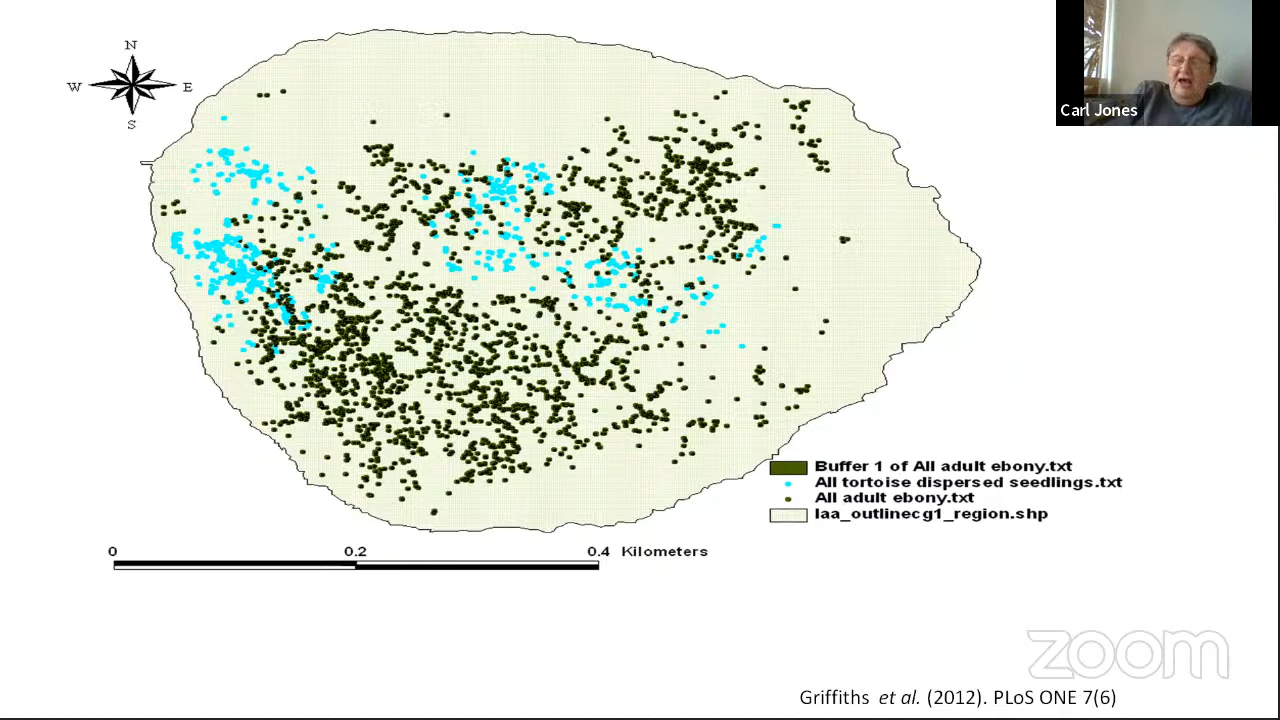 N
W E
S
Carl Jones
Buffer 1 of All adult ebony.txt
All tortoise dispersed seedlings.txt
All adult ebony.txt
Iaa_outlinecg1_region.shp
0 0.2 0.4 Kilometers
zoom
Griffiths et al. (2012). PLoS ONE 7(6)